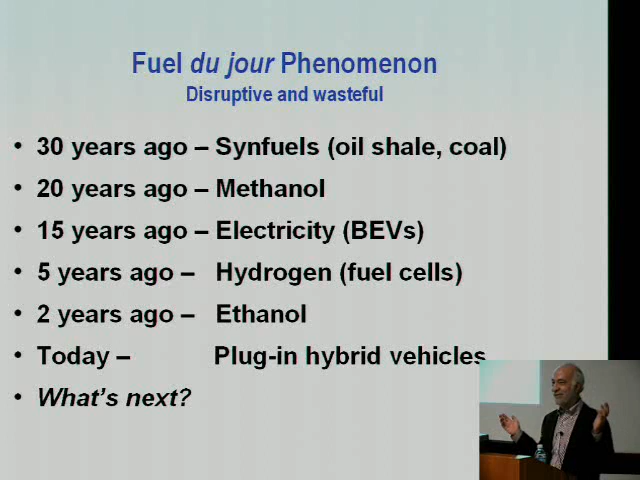 Fuel du jour Phenomenon
Disruptive and wasteful
• 30 years ago – Synfuels (oil shale, coal)
• 20 years ago – Methanol
• 15 years ago – Electricity (BEVs)
• 5 years ago – Hydrogen (fuel cells)
• 2 years ago – Ethanol
• Today – Plug-in hybrid vehicles
• What's next?